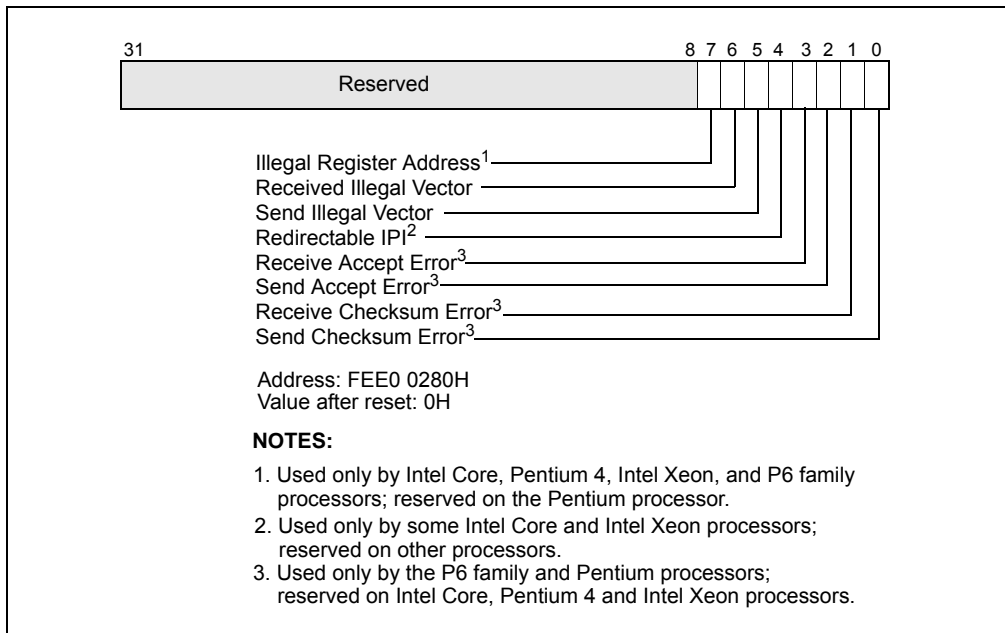 31 8 7 6 5 4 3 2 1 0
Reserved
Illegal Register Address1
Received Illegal Vector
Send Illegal Vector
Redirectable IPI2
Receive Accept Error3
Send Accept Error3
Receive Checksum Error3
Send Checksum Error3
Address: FEE0 0280H
Value after reset: 0H
NOTES:
1. Used only by Intel Core, Pentium 4, Intel Xeon, and P6 family
processors; reserved on the Pentium processor.
2. Used only by some Intel Core and Intel Xeon processors;
reserved on other processors.
3. Used only by the P6 family and Pentium processors;
reserved on Intel Core, Pentium 4 and Intel Xeon processors.